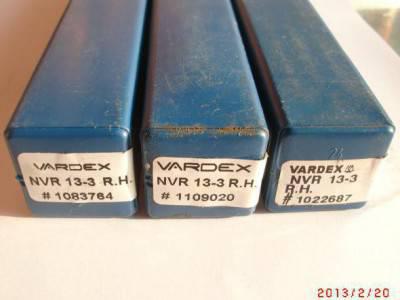 VARDEX
NVR 13-3 R.H.
# 1083764
VARDEX
NVR 13-3 R.H.
# 1109020
VARDEX
NVR 13-3
R.H.
# 1022687
2013/2/20